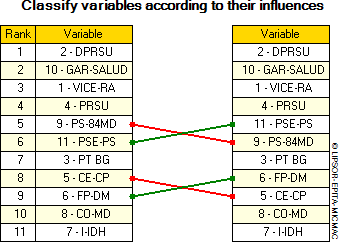 Classify variables according to their influences
Rank Variable Variable
1 2 - DPRSU 2 - DPRSU
2 10 - GAR-SALUD 10 - GAR-SALUD
3 1 - VICE-RA 1 - VICE-RA
4 4 - PRSU 4 - PRSU
5 9 - PS-84MD 11 - PSE-PS
6 11 - PSE-PS 9 - PS-84MD
7 3 - PT BG 3 - PT BG
8 5 - CE-CP 6 - FP-DM
9 6 - FP-DM 5 - CE-CP
10 8 - CO-MD 8 - CO-MD
11 7 - I-IDH 7 - I-IDH
© LIPSOR-EPITA-MICMAC